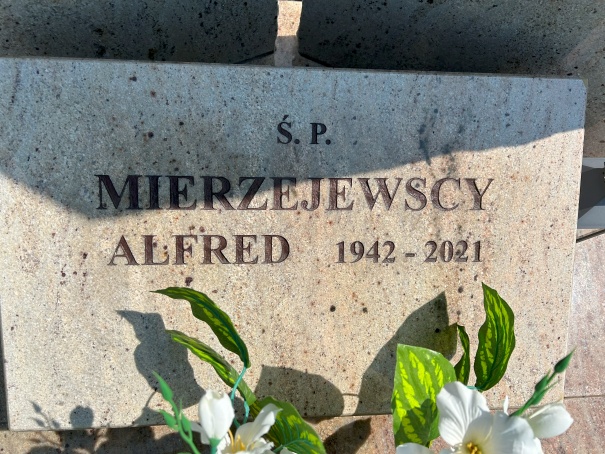 Ś. P.
MIERZEJEWSCY
ALFRED 1942 - 2021